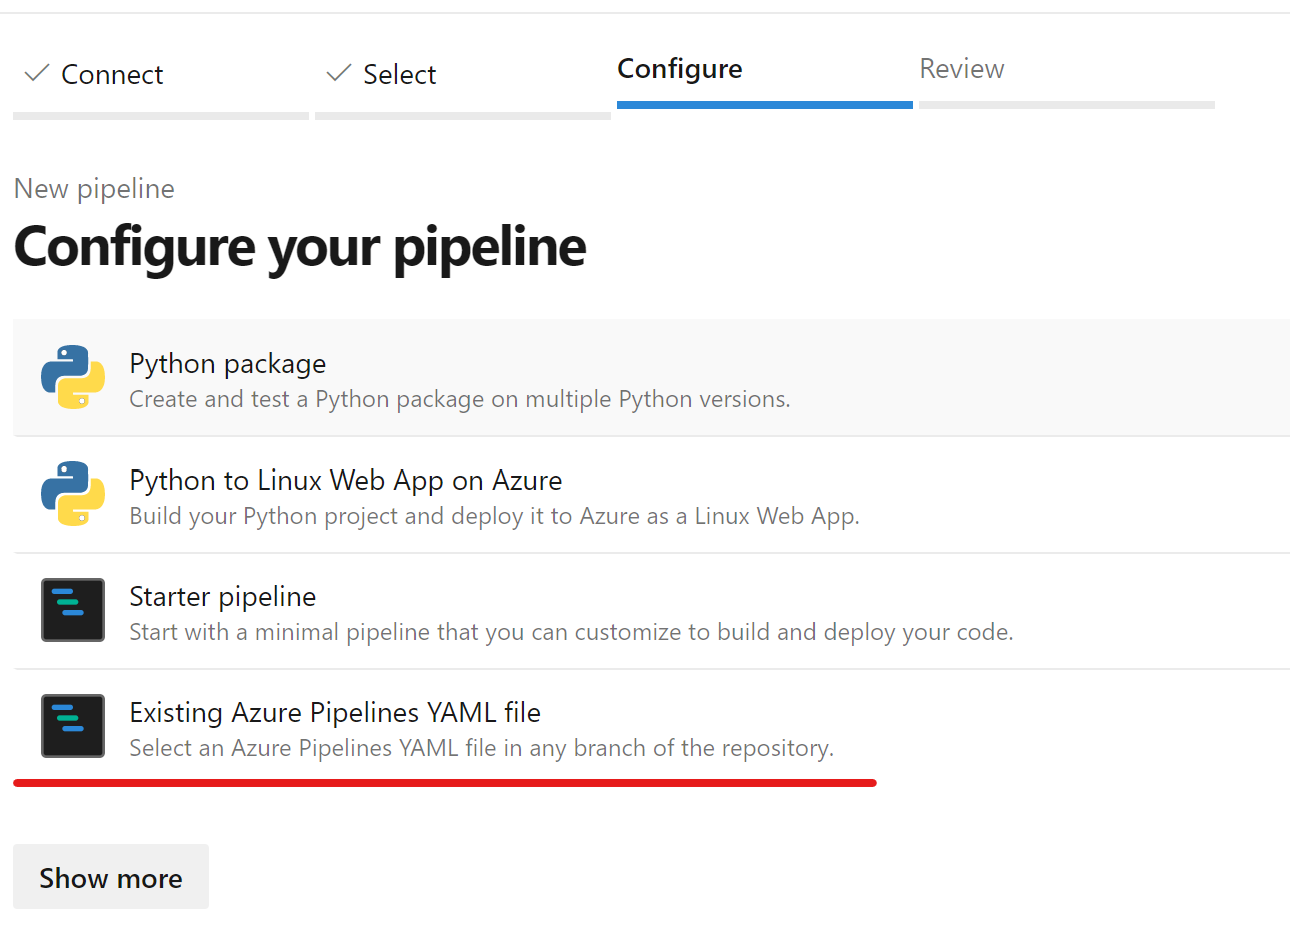 Connect
Select
Configure
Review
New pipeline
Configure your pipeline
Python package
Create and test a Python package on multiple Python versions.
Python to Linux Web App on Azure
Build your Python project and deploy it to Azure as a Linux Web App.
Starter pipeline
Start with a minimal pipeline that you can customize to build and deploy your code.
Existing Azure Pipelines YAML file
Select an Azure Pipelines YAML file in any branch of the repository.
Show more